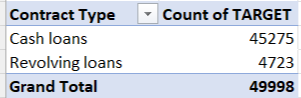 Contract Type Count of TARGET
Cash loans 45275
Revolving loans 4723
Grand Total 49998